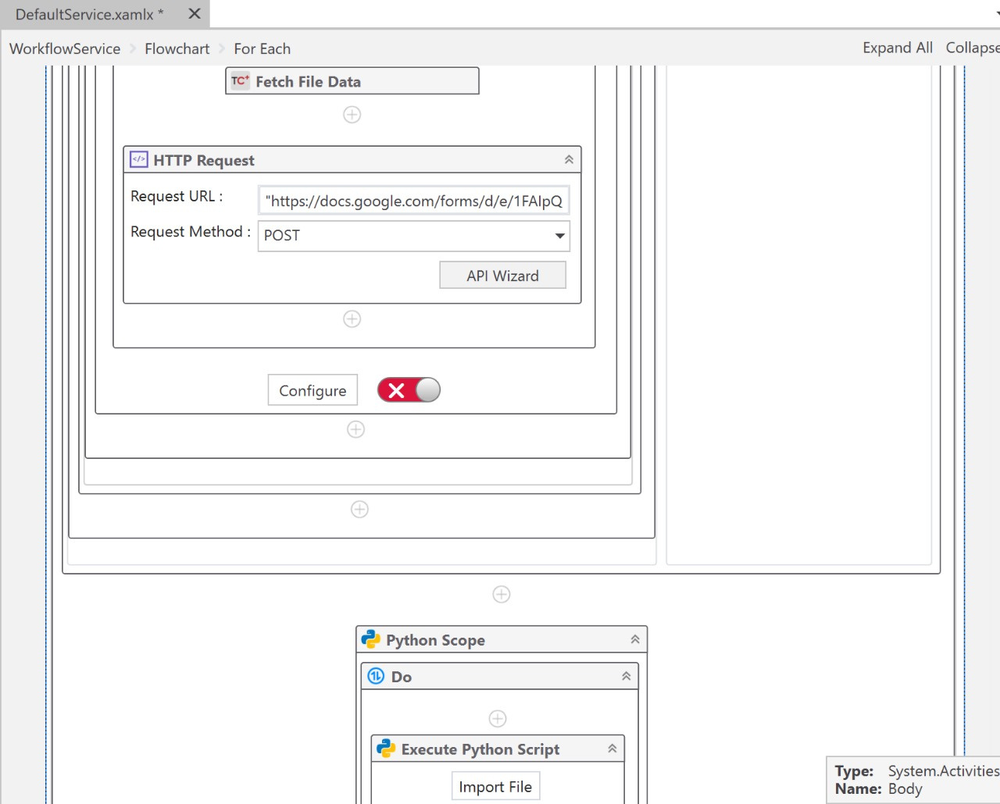 DefaultService.xamlx *
WorkflowService Flowchart For Each Expand All Collapse
TC+ Fetch File Data
</> HTTP Request
Request URL : "https://docs.google.com/forms/d/e/1FAIpQ
Request Method : POST
API Wizard
Configure
Python Scope
Do
Execute Python Script
Import File
Type: System.Activities
Name: Body